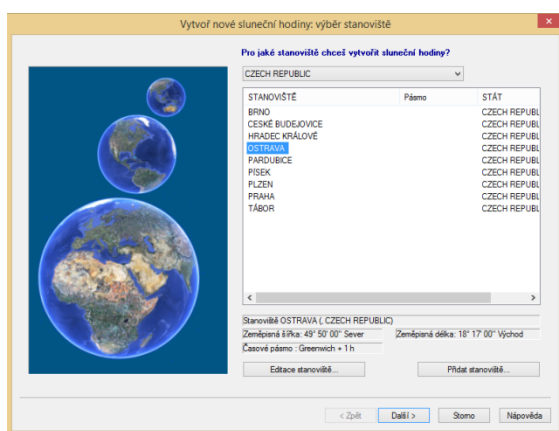 Vytvoř nové sluneční hodiny: výběr stanoviště
Pro jaké stanoviště chceš vytvořit sluneční hodiny?
CZECH REPUBLIC
STANOVIŠTĚ Pásmo STÁT
BRNO CZECH REPUBL
CESKÉ BUDEJOVICE CZECH REPUBL
HRADEC KRÁLOVÉ CZECH REPUBL
OSTRAVA CZECH REPUBL
PARDUBICE CZECH REPUBL
PÍSEK CZECH REPUBL
PLZEN CZECH REPUBL
PRAHA CZECH REPUBL
TÁBOR CZECH REPUBL
Stanoviště OSTRAVA (, CZECH REPUBLIC)
Zeměpisná šířka: 49° 50' 00" Sever Zeměpisná délka: 18° 17' 00" Východ
Časové pásmo : Greenwich + 1 h
Editace stanoviště... Přidat stanoviště...
< Zpět Další > Storno Nápověda